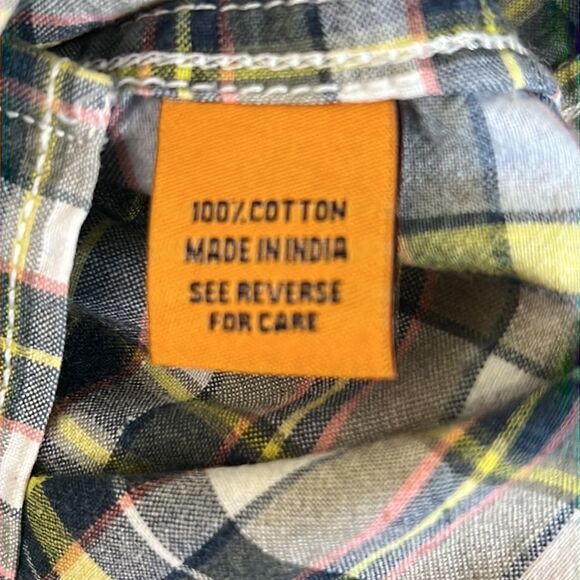 100% COTTON
MADE IN INDIA
SEE REVERSE
FOR CARE